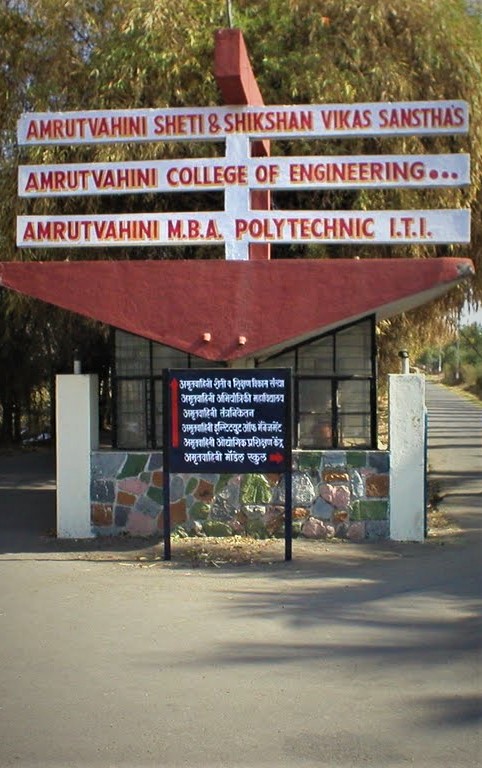 AMRUTVAHINI SHETI & SHIKSHAN VIKAS SANSTHA'S
AMRUTVAHINI COLLEGE OF ENGINEERING...
AMRUTVAHINI M.B.A. POLYTECHNIC I.T.I.
अमृतवाहिनी शेती व शिक्षण विकास संस्था
अमृतवाहिनी अभियांत्रिकी महाविद्यालय
अमृतवाहिनी तंत्रनिकेतन
अमृतवाहिनी इन्स्टिट्युट ऑफ मॅनेजमेंट
अमृतवाहिनी औद्योगिक प्रशिक्षण केंद्र
अमृतवाहिनी मॉडेल स्कूल